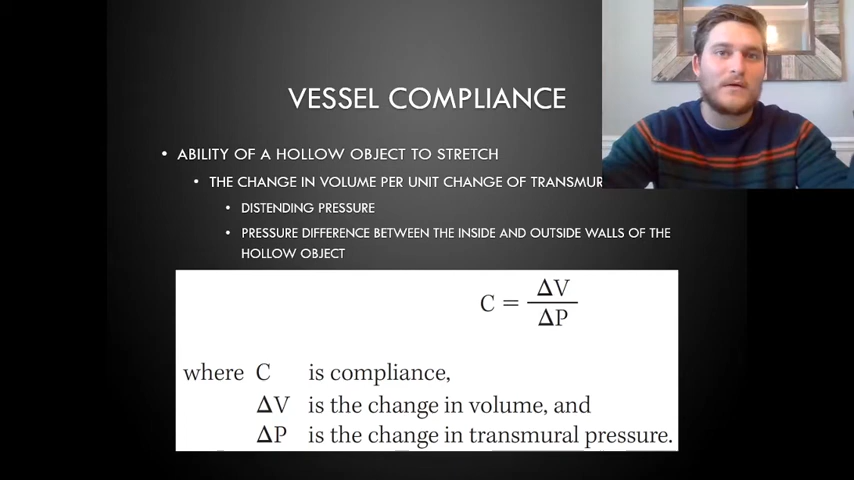 VESSEL COMPLIANCE
• ABILITY OF A HOLLOW OBJECT TO STRETCH
• THE CHANGE IN VOLUME PER UNIT CHANGE OF
• DISTENDING PRESSURE
• PRESSURE DIFFERENCE BETWEEN THE INSIDE AND OUTSIDE WALLS OF THE
HOLLOW OBJECT
C = ΔV / ΔP
where C is compliance,
ΔV is the change in volume, and
ΔP is the change in transmural pressure.